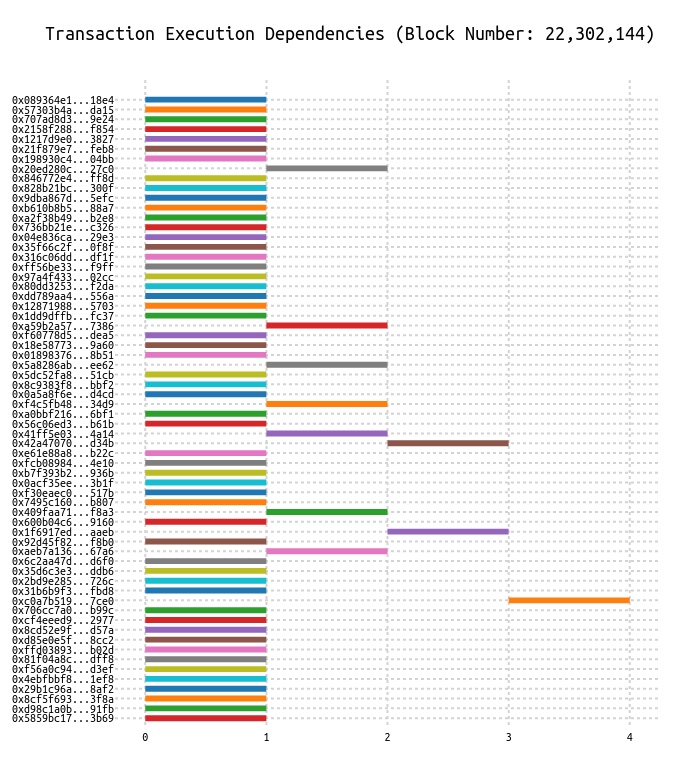 Transaction Execution Dependencies (Block Number: 22,302,144)
0x089364e1...18e4
0x57303b4a...da15
0x707ad8d3...9e24
0x2158f288...f854
0x1217d9e0...3827
0x21f879e7...feb8
0x198930c4...04bb
0x20ed280c...27c0
0x846772e4...ff8d
0x828b21bc...300f
0x9dba867d...5efc
0xb610b8b5...88a7
0xa2f38b49...b2e8
0x736bb21e...c326
0x04e836ca...29e3
0x35f66c2f...0f8f
0x316c06dd...df1f
0xff56be33...f9ff
0x97a4f433...02cc
0x80dd3253...f2da
0xdd789aa4...556a
0x12871988...5703
0x1dd9dffb...fc37
0xa59b2a57...7386
0xf60778d5...dea5
0x18e58773...9a60
0x01898376...8b51
0x5a8286ab...ee62
0x5dc52fa8...51cb
0x8c9383f8...bbf2
0x0a5a8f6e...d4cd
0xf4c5fb48...34d9
0xa0bbf216...6bf1
0x56c06ed3...b61b
0x41ff5e03...4a14
0x42a47070...d34b
0xe61e88a8...b22c
0xfcb08984...4e10
0xb7f393b2...936b
0x0acf35ee...3b1f
0xf30eaec0...517b
0x7495c160...b807
0x409faa71...f8a3
0x600b04c6...9160
0x1f6917ed...aaeb
0x92d45f82...f8b0
0xaeb7a136...67a6
0x6c2aa47d...d6f0
0x35d6c3e3...ddb6
0x2bd9e285...726c
0x31b6b9f3...fbd8
0xc0a7b519...7ce0
0x706cc7a0...b99c
0xcf4eeed9...2977
0x8cd52e9f...d57a
0xd85e0e5f...8cc2
0xffd03893...b02d
0x81f04a8c...dff8
0xf56a0c94...d3ef
0x4ebfbbf8...1ef8
0x29b1c96a...8af2
0x8cf5f693...3f8a
0xd98c1a0b...91fb
0x5859bc17...3b69
0 1 2 3 4